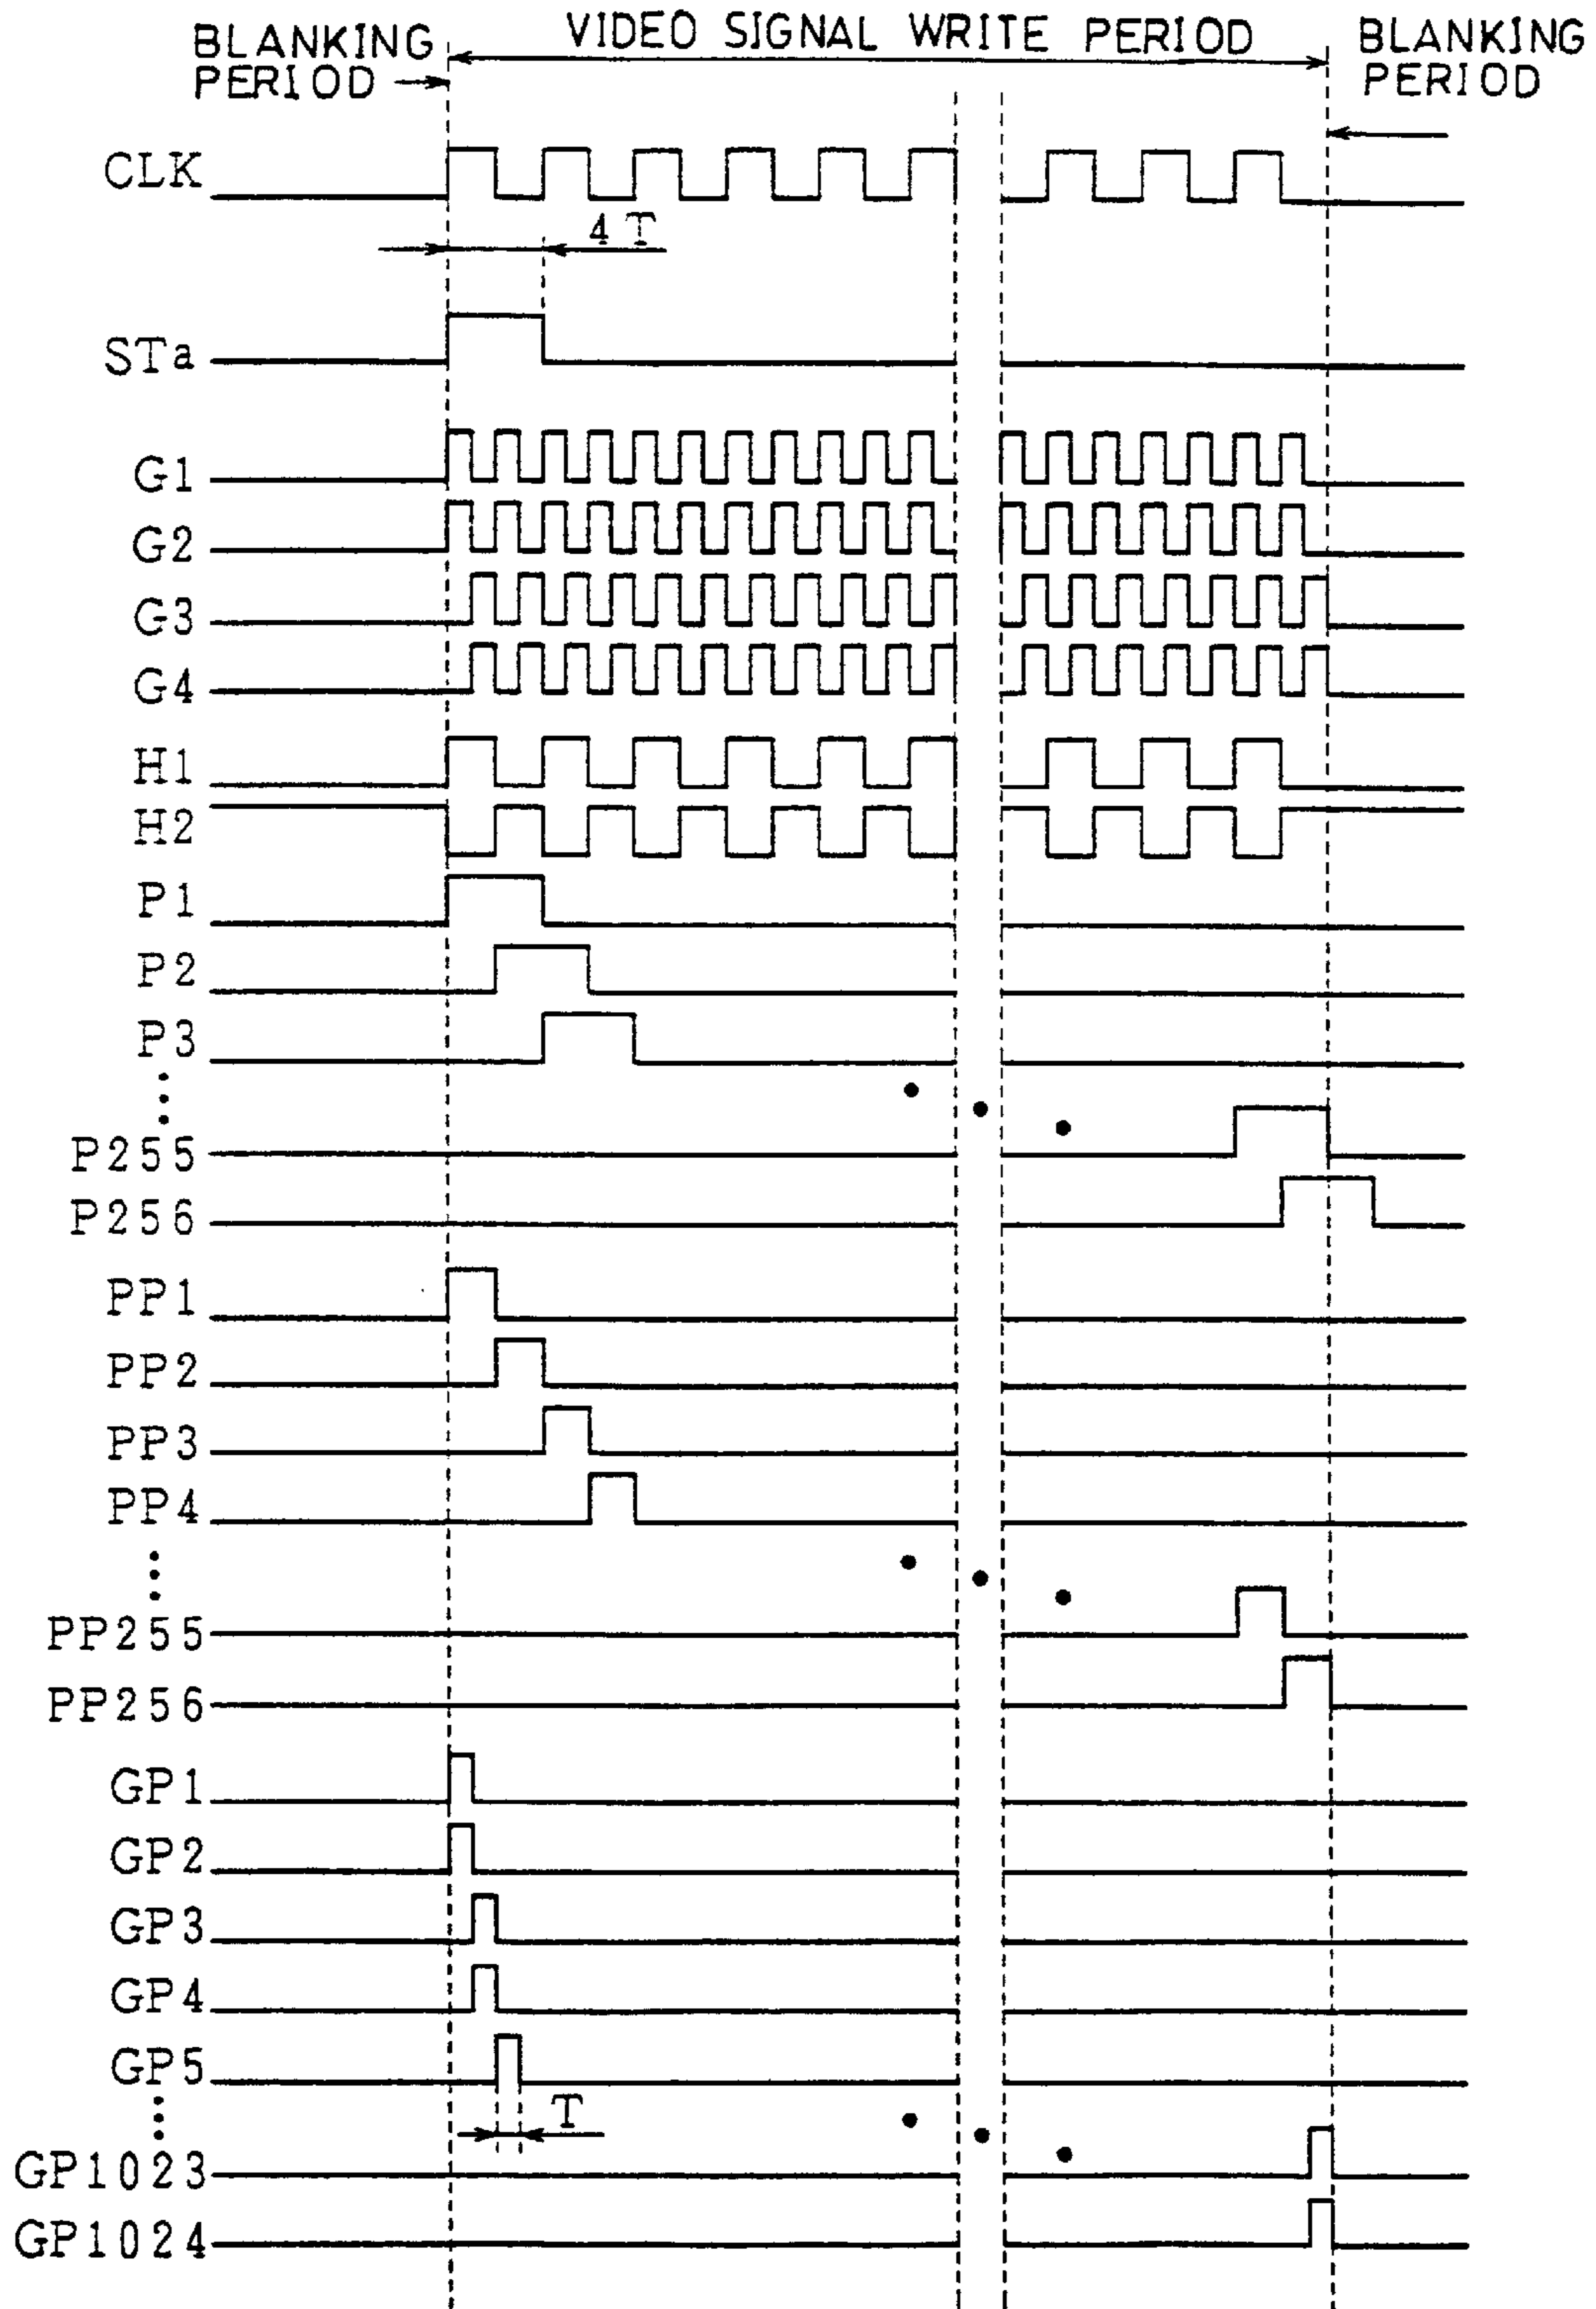 BLANKING PERIOD
VIDEO SIGNAL WRITE PERIOD
BLANKING PERIOD
CLK
4T
STa
G1
G2
G3
G4
H1
H2
P1
P2
P3
P255
P256
PP1
PP2
PP3
PP4
PP255
PP256
GP1
GP2
GP3
GP4
GP5
T
GP1023
GP1024